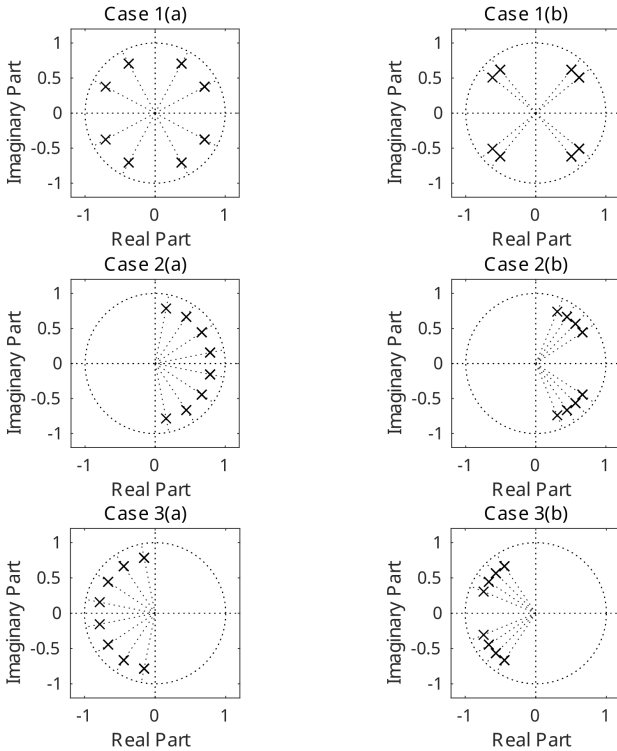 Case 1(a)
Imaginary Part
1
0.5
0
-0.5
-1
-1 0 1
Real Part
Case 1(b)
Imaginary Part
1
0.5
0
-0.5
-1
-1 0 1
Real Part
Case 2(a)
Imaginary Part
1
0.5
0
-0.5
-1
-1 0 1
Real Part
Case 2(b)
Imaginary Part
1
0.5
0
-0.5
-1
-1 0 1
Real Part
Case 3(a)
Imaginary Part
1
0.5
0
-0.5
-1
-1 0 1
Real Part
Case 3(b)
Imaginary Part
1
0.5
0
-0.5
-1
-1 0 1
Real Part